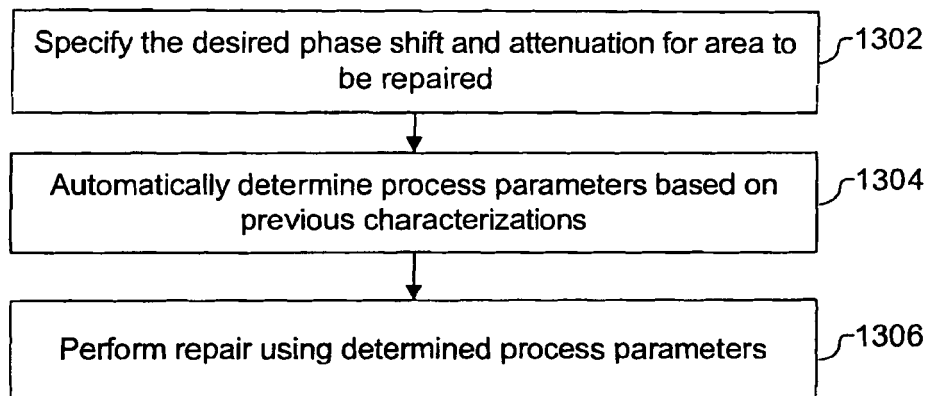 Specify the desired phase shift and attenuation for area to
be repaired
1302
Automatically determine process parameters based on
previous characterizations
1304
Perform repair using determined process parameters
1306